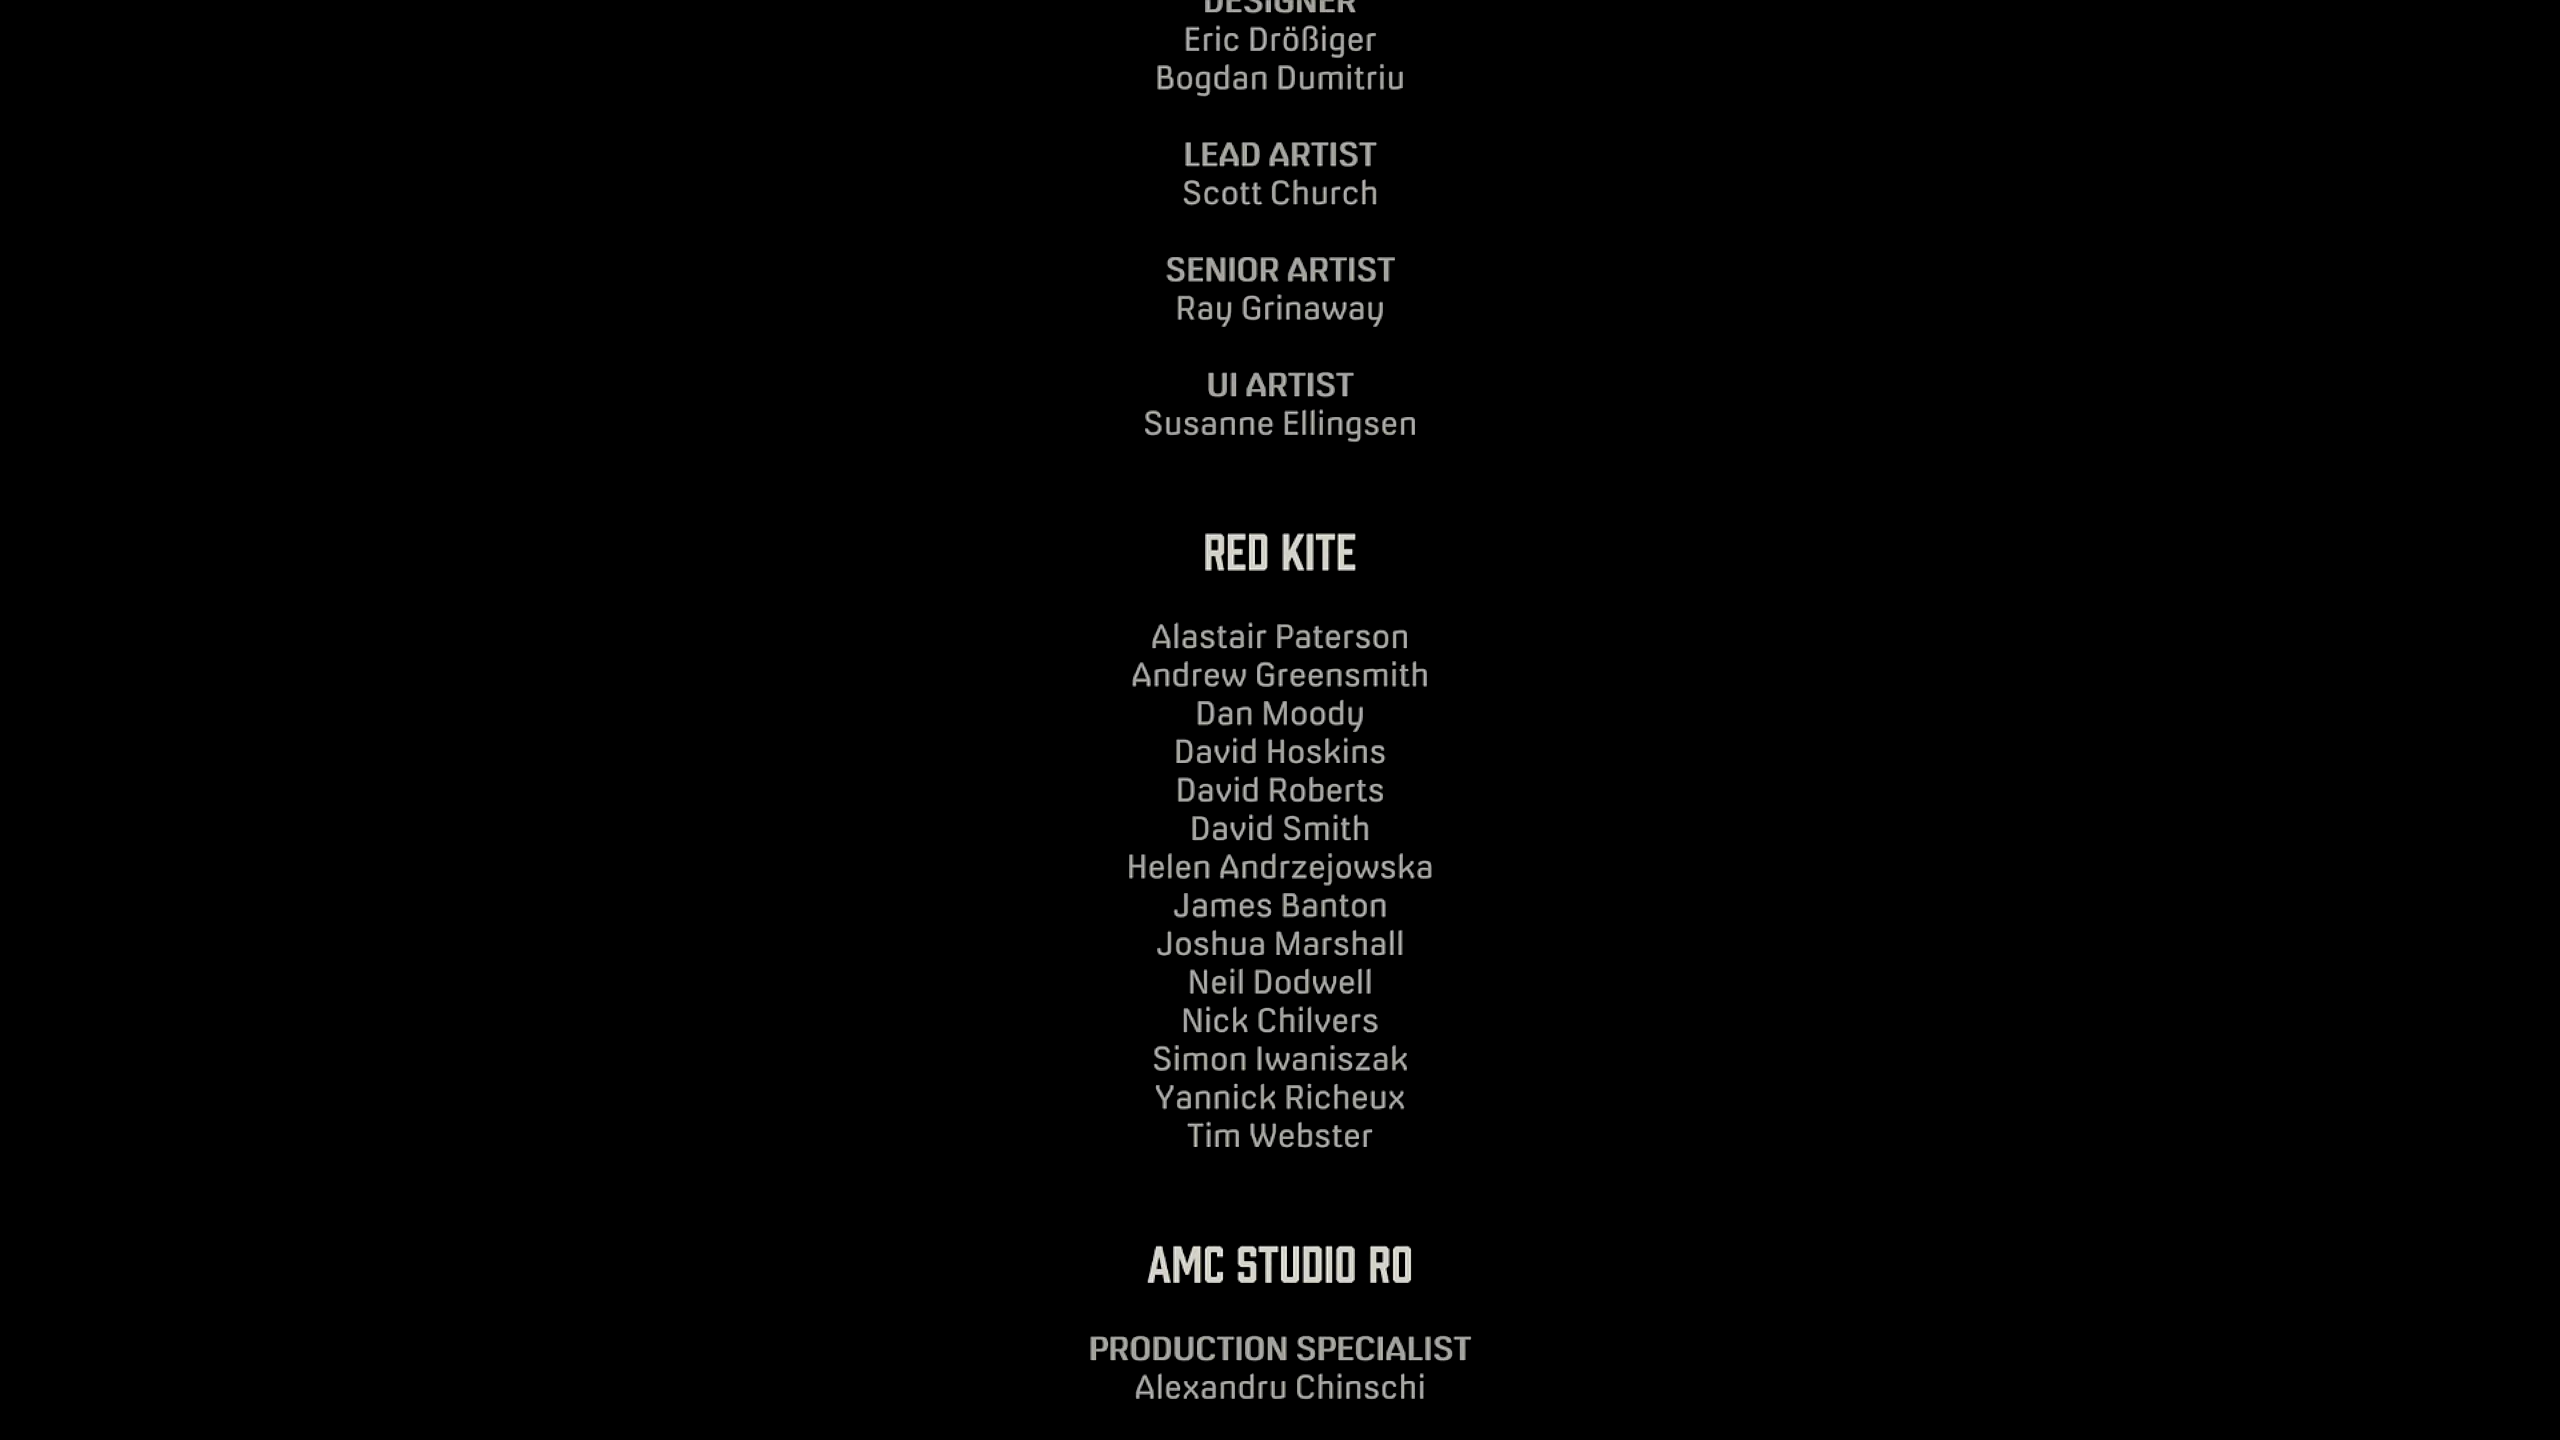 DESIGNER
Eric Drößiger
Bogdan Dumitriu
LEAD ARTIST
Scott Church
SENIOR ARTIST
Ray Grinaway
UI ARTIST
Susanne Ellingsen
RED KITE
Alastair Paterson
Andrew Greensmith
Dan Moody
David Hoskins
David Roberts
David Smith
Helen Andrzejowska
James Banton
Joshua Marshall
Neil Dodwell
Nick Chilvers
Simon Iwaniszak
Yannick Richeux
Tim Webster
AMC STUDIO RO
PRODUCTION SPECIALIST
Alexandru Chinschi